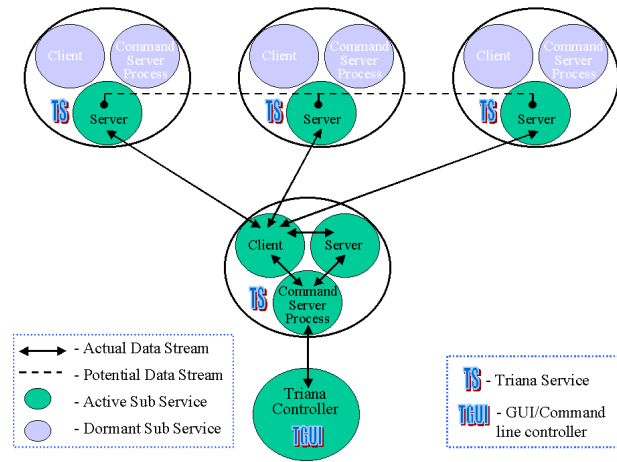 Client
Command
Server
Process
TS
Server
Client
Command
Server
Process
TS
Server
Client
Command
Server
Process
TS
Server
Client
Server
TS
Command
Server
Process
Triana
Controller
TGUI
- Actual Data Stream
- Potential Data Stream
- Active Sub Service
- Dormant Sub Service
TS - Triana Service
TGUI - GUI/Command
line controller